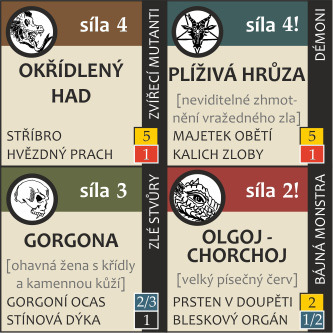 síla 4
ZVÍŘECÍ MUTANTI
OKŘÍDLENÝ
HAD
STŘÍBRO 5
HVĚZDNÝ PRACH 1
síla 4!
DÉMONI
PLÍŽIVÁ HRŮZA
[neviditelné zhmot-
nění vražedného zla]
MAJETEK OBĚTÍ 5
KALICH ZLOBY 1
síla 3
ZLÉ STVŮRY
GORGONA
[ohavná žena s křídly
a kamennou kůží]
GORGONÍ OCAS 2/3
STÍNOVÁ DÝKA 1
síla 2!
BÁJNÁ MONSTRA
OLGOJ -
CHORCHOJ
[velký písečný červ]
PRSTEN V DOUPĚTI 2
BLESKOVÝ ORGÁN 1/2